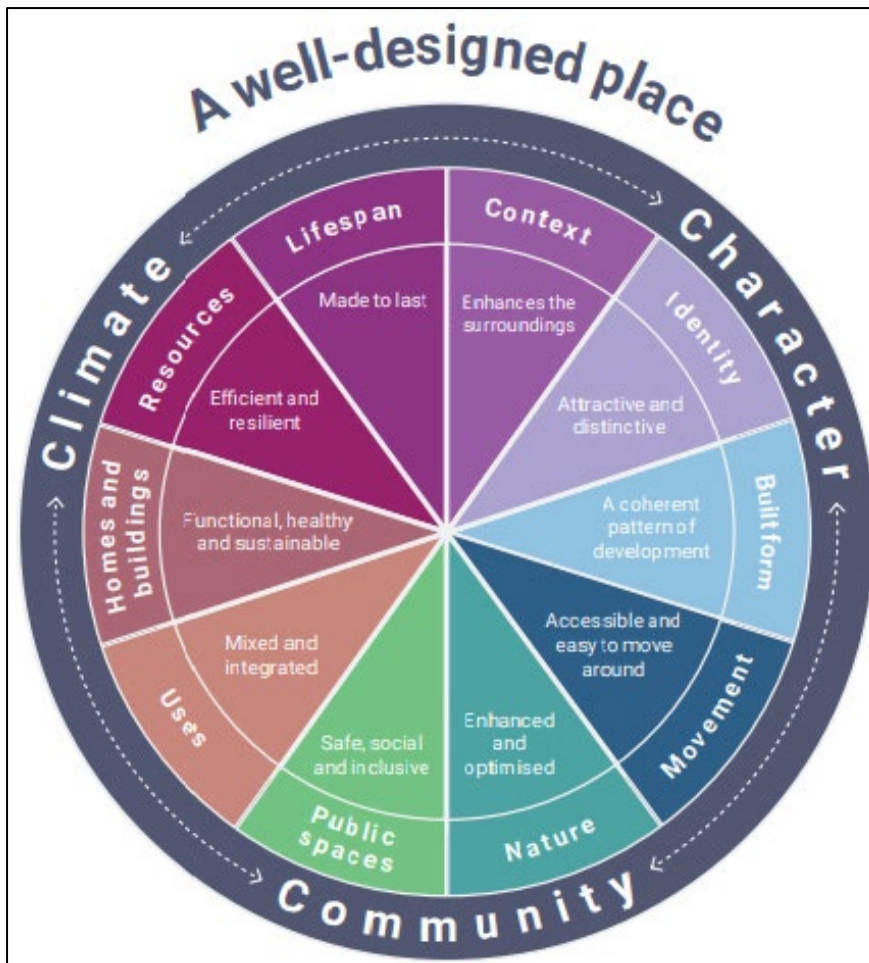 A well-designed place
Climate
Character
Community
Context
Enhances the
surroundings
Identity
Attractive and
distinctive
Built form
A coherent
pattern of
development
Movement
Accessible and
easy to move
around
Nature
Enhanced
and
optimised
Public
spaces
Safe, social
and inclusive
Uses
Mixed and
integrated
Homes and
buildings
Functional, healthy
and sustainable
Resources
Efficient and
resilient
Lifespan
Made to last